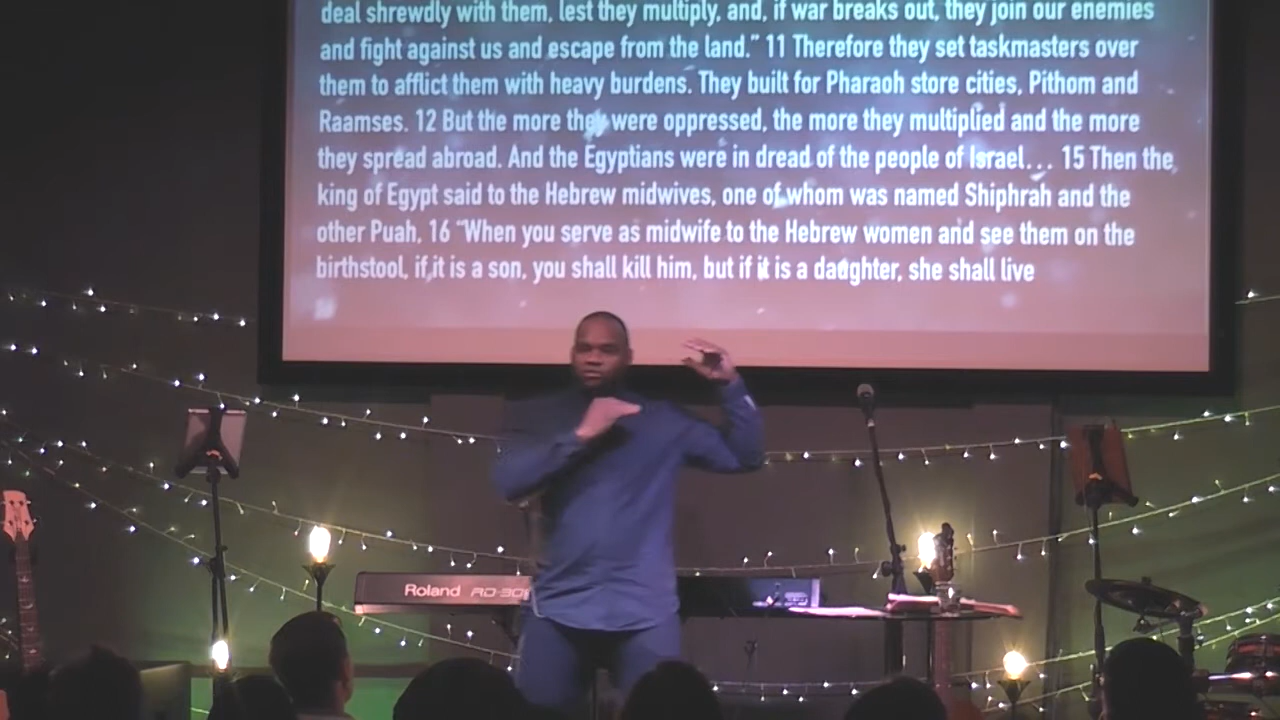 deal shrewdly with them, lest they multiply, and, if war breaks out, they join our enemies
and fight against us and escape from the land.” 11 Therefore they set taskmasters over
them to afflict them with heavy burdens. They built for Pharaoh store cities, Pithom and
Raamses. 12 But the more they were oppressed, the more they multiplied and the more
they spread abroad. And the Egyptians were in dread of the people of Israel… 15 Then the
king of Egypt said to the Hebrew midwives, one of whom was named Shiphrah and the
other Puah, 16 “When you serve as midwife to the Hebrew women and see them on the
birthstool, if it is a son, you shall kill him, but if it is a daughter, she shall live
Roland RD-30